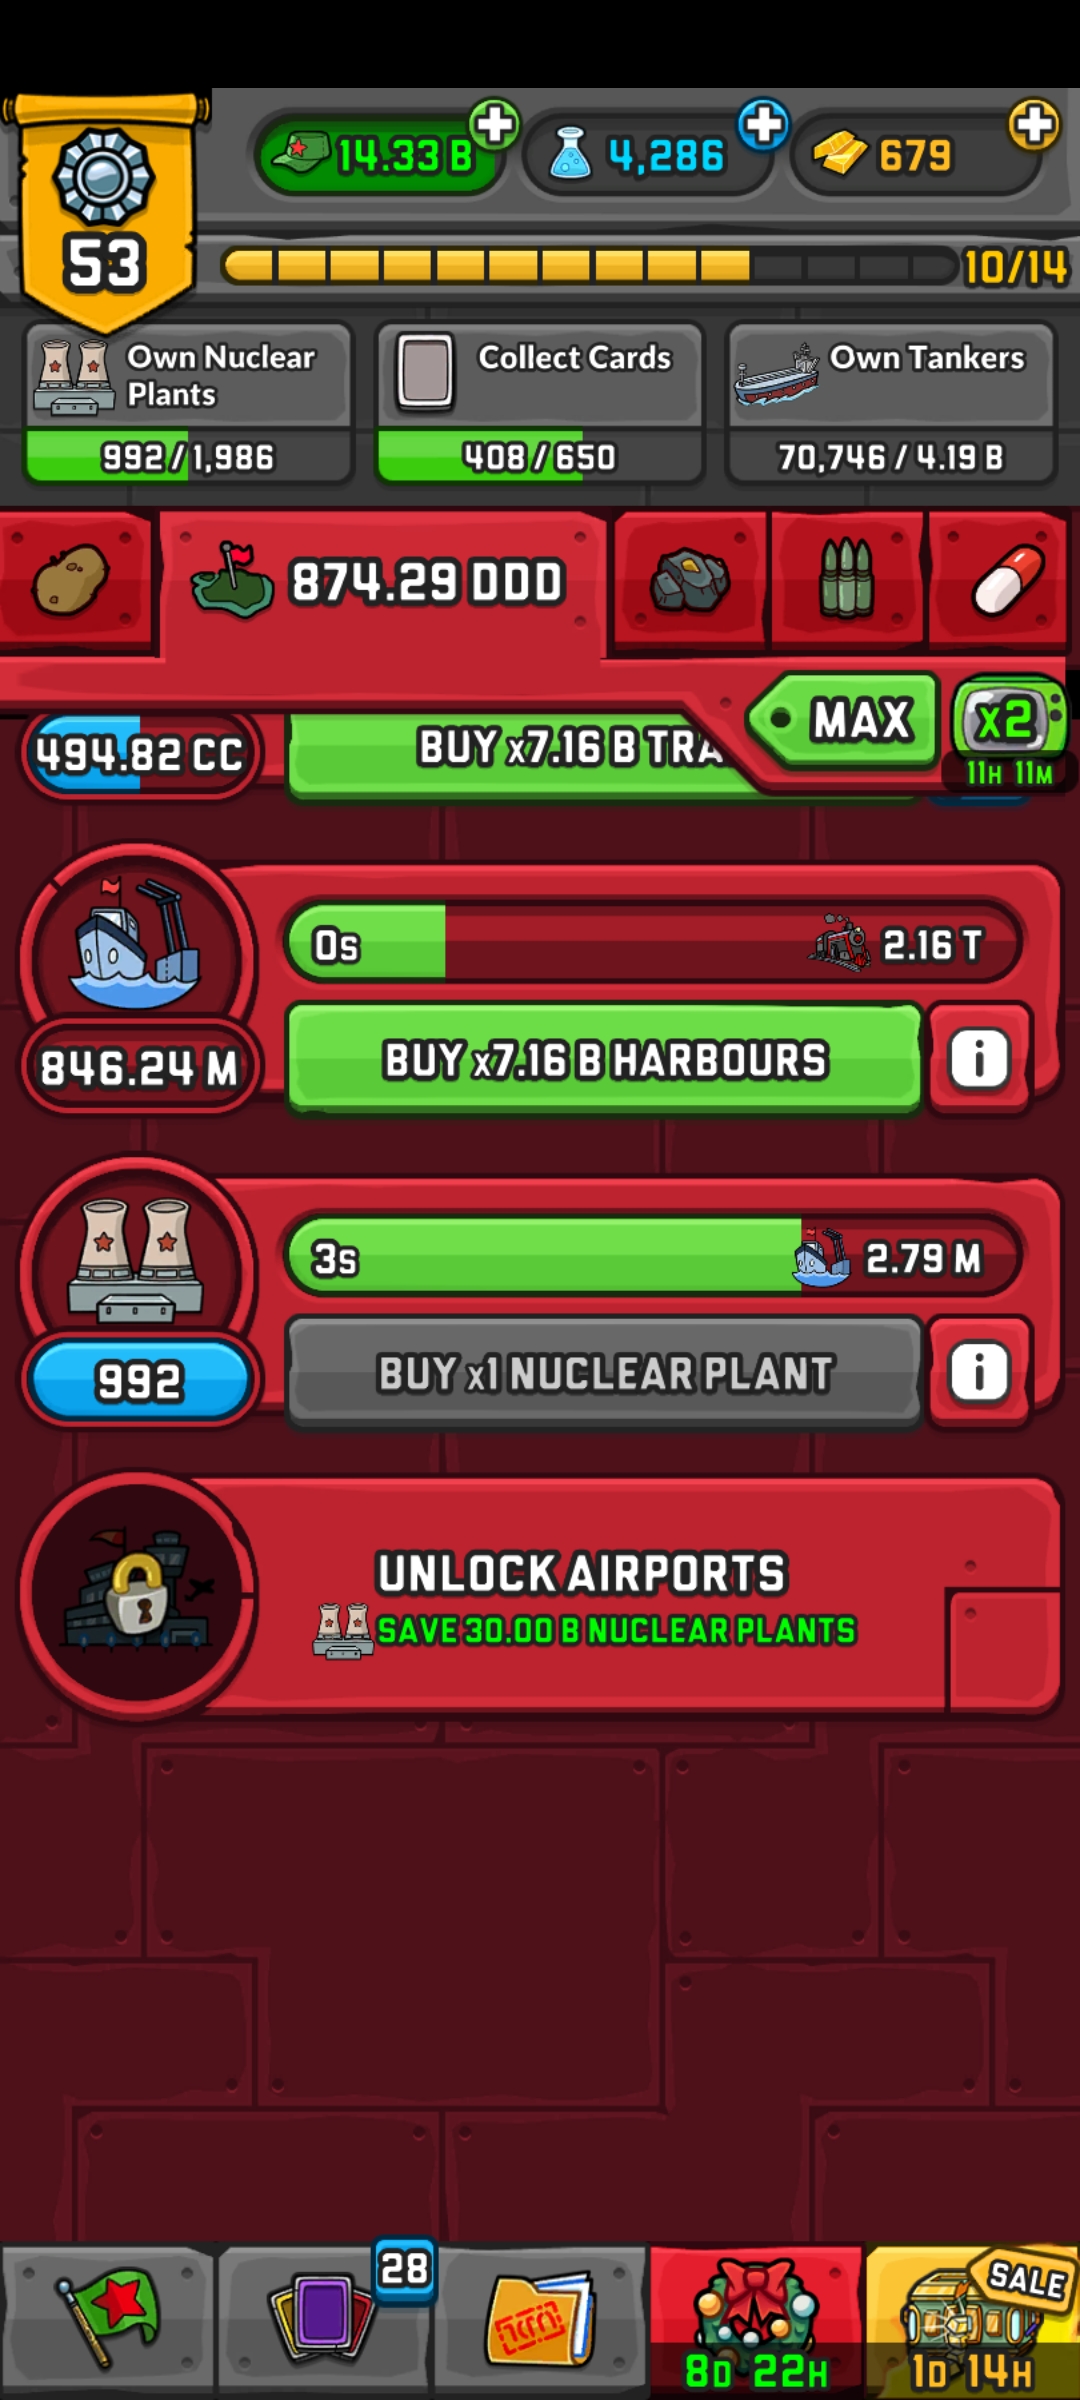 14.33 B
4,286
679
53
10/14
Own Nuclear
Plants
992/1,986
Collect Cards
408/650
Own Tankers
70,746/4.19 B
874.29 DDD
MAX
x2
11H 11M
494.82 CC
BUY x7.16 B TRA
0s
2.16 T
846.24 M
BUY x7.16 B HARBOURS
i
3s
2.79 M
992
BUY x1 NUCLEAR PLANT
i
UNLOCK AIRPORTS
SAVE 30.00 B NUCLEAR PLANTS
28
SALE
8D 22H
1D 14H